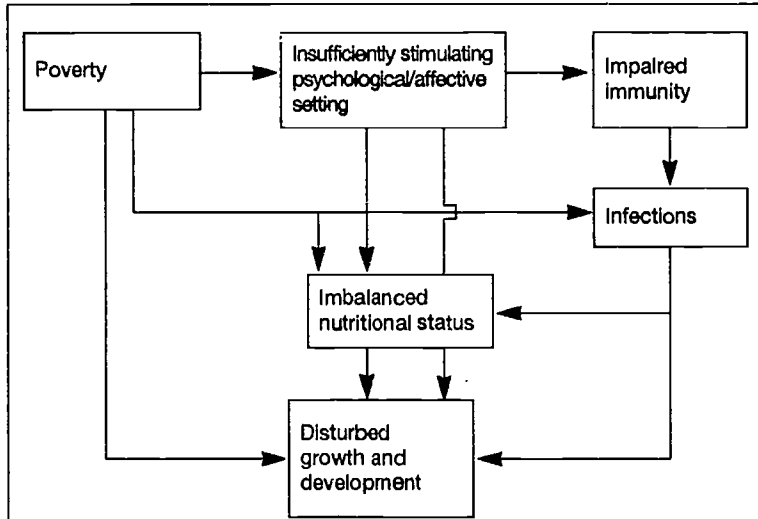 Poverty
Insufficiently stimulating
psychological/affective
setting
Impaired
immunity
Infections
Imbalanced
nutritional status
Disturbed
growth and
development